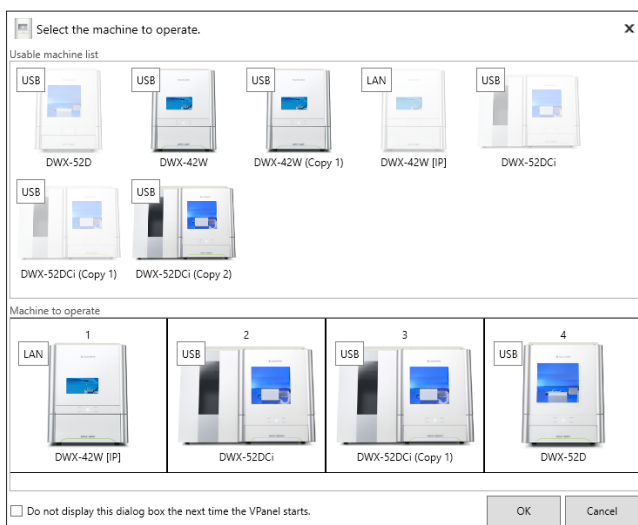 Select the machine to operate.
Usable machine list
USB
USB
USB
LAN
USB
DWX-52D
DWX-42W
DWX-42W (Copy 1)
DWX-42W [IP]
DWX-52DCi
USB
USB
DWX-52DCi (Copy 1)
DWX-52DCi (Copy 2)
Machine to operate
1
2
3
4
LAN
USB
USB
USB
DWX-42W [IP]
DWX-52DCi
DWX-52DCi (Copy 1)
DWX-52D
Do not display this dialog box the next time the VPanel starts.
OK
Cancel